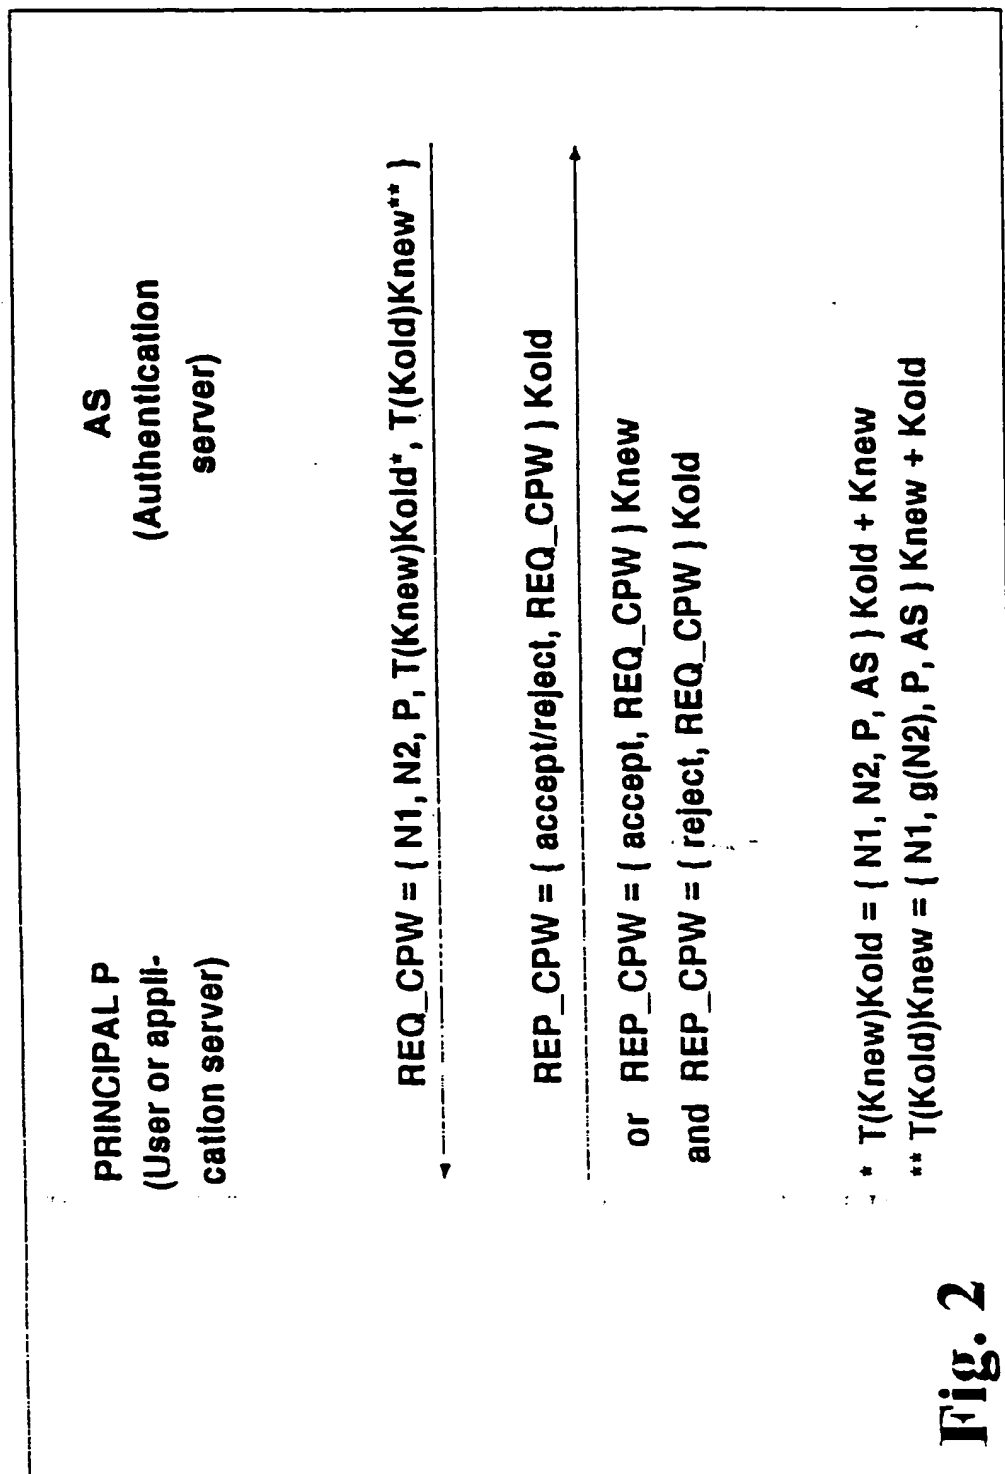 PRINCIPAL P
(User or appli-
cation server)
AS
(Authentication
server)
REQ_CPW = { N1, N2, P, T(Knew)Kold*, T(Kold)Knew** }
REP_CPW = { accept/reject, REQ_CPW } Kold
or REP_CPW = { accept, REQ_CPW } Knew
and REP_CPW = { reject, REQ_CPW } Kold
* T(Knew)Kold = { N1, N2, P, AS } Kold + Knew
** T(Kold)Knew = { N1, g(N2), P, AS } Knew + Kold
Fig. 2